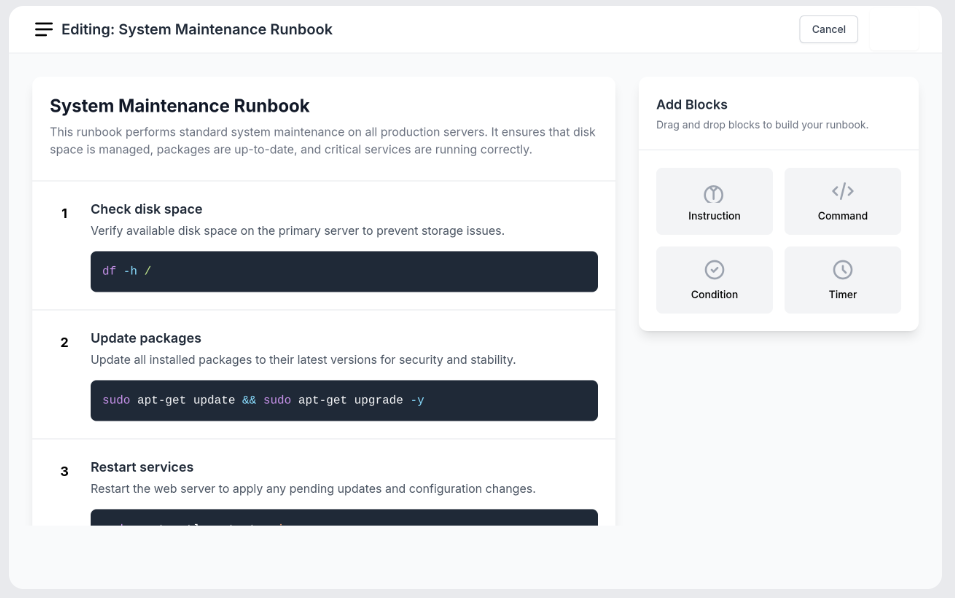 Editing: System Maintenance Runbook
Cancel
System Maintenance Runbook
This runbook performs standard system maintenance on all production servers. It ensures that disk
space is managed, packages are up-to-date, and critical services are running correctly.
1
Check disk space
Verify available disk space on the primary server to prevent storage issues.
df -h /
2
Update packages
Update all installed packages to their latest versions for security and stability.
sudo apt-get update && sudo apt-get upgrade -y
3
Restart services
Restart the web server to apply any pending updates and configuration changes.
Add Blocks
Drag and drop blocks to build your runbook.
Instruction
Command
Condition
Timer